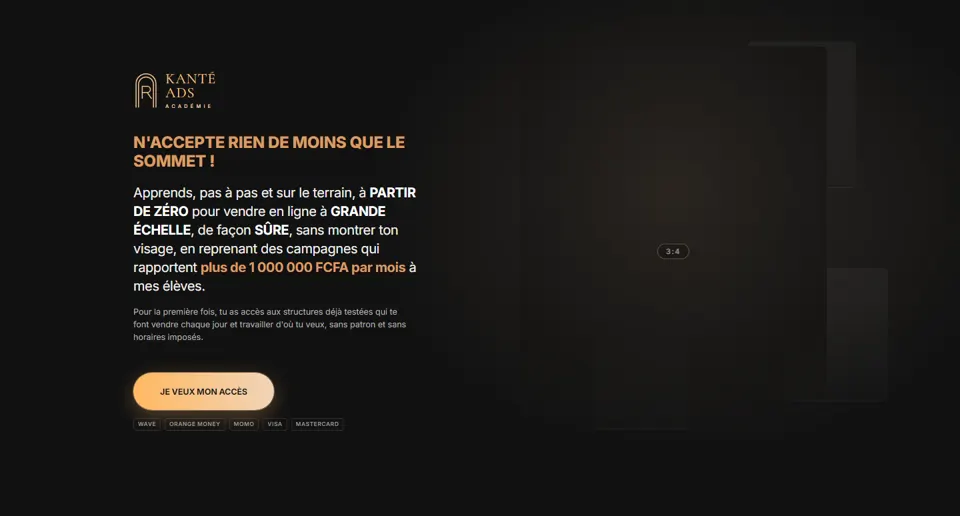 KANTÉ
ADS
ACADÉMIE
N'ACCEPTE RIEN DE MOINS QUE LE
SOMMET !
Apprends, pas à pas et sur le terrain, à PARTIR
DE ZÉRO pour vendre en ligne à GRANDE
ÉCHELLE, de façon SÛRE, sans montrer ton
visage, en reprenant des campagnes qui
rapportent plus de 1 000 000 FCFA par mois à
mes élèves.
Pour la première fois, tu as accès aux structures déjà testées qui te
font vendre chaque jour et travailler d'où tu veux, sans patron et sans
horaires imposés.
JE VEUX MON ACCÈS
WAVE ORANGE MONEY MOMO VISA MASTERCARD
3:4